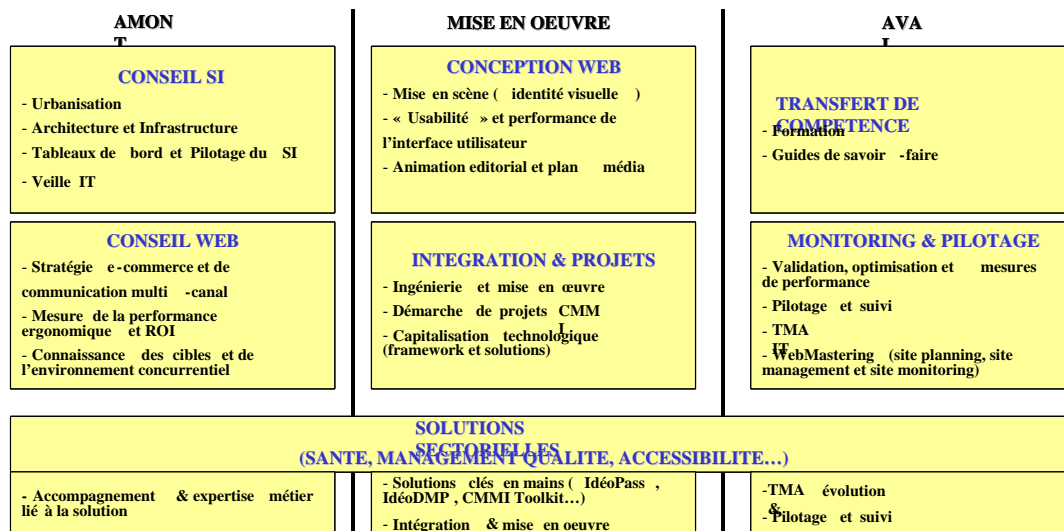 AMONT
CONSEIL SI
- Urbanisation
- Architecture et Infrastructure
- Tableaux de bord et Pilotage du SI
- Veille IT
CONSEIL WEB
- Stratégie e-commerce et de
communication multi-canal
- Mesure de la performance
ergonomique et ROI
- Connaissance des cibles et de
l'environnement concurrentiel
MISE EN OEUVRE
CONCEPTION WEB
- Mise en scène ( identité visuelle )
- « Usabilité » et performance de
l'interface utilisateur
- Animation editorial et plan média
INTEGRATION & PROJETS
- Ingénierie et mise en œuvre
- Démarche de projets CMMI
- Capitalisation technologique
(framework et solutions)
AVAL
TRANSFERT DE
COMPETENCE
- Formation
- Guides de savoir-faire
MONITORING & PILOTAGE
- Validation, optimisation et mesures
de performance
- Pilotage et suivi
- TMA
IT
- WebMastering (site planning, site
management et site monitoring)
SOLUTIONS
SECTORIELLES
(SANTE, MANAGEMENT QUALITE, ACCESSIBILITE…)
- Accompagnement & expertise métier
lié à la solution
- Solutions clés en mains ( IdéoPass ,
IdéoDMP , CMMI Toolkit…)
- Intégration & mise en oeuvre
-TMA évolution
&
- Pilotage et suivi